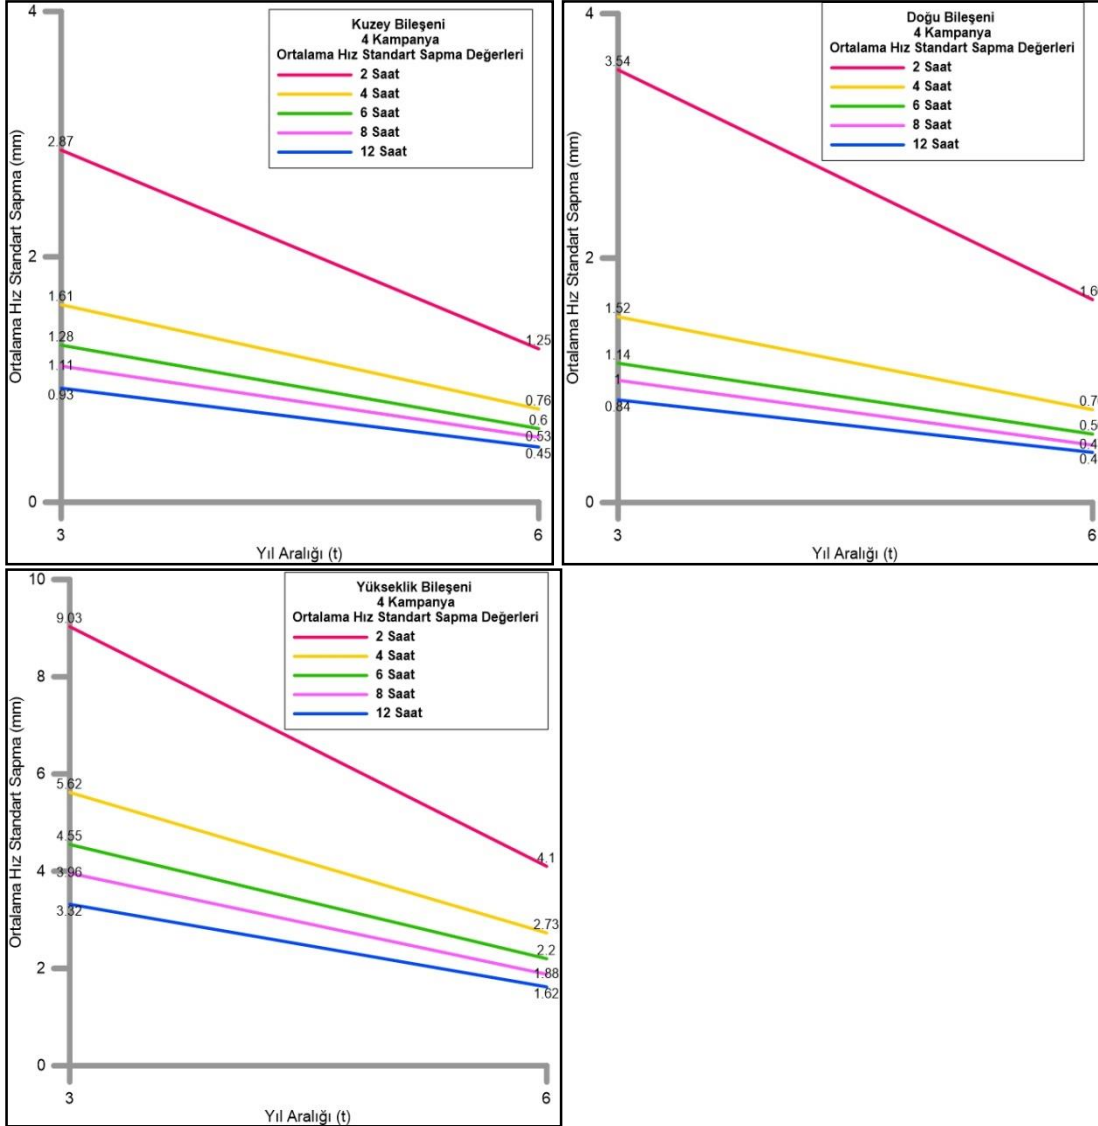 4
Kuzey Bileşeni
4 Kampanya
Ortalama Hız Standart Sapma Değerleri
2 Saat
4 Saat
6 Saat
8 Saat
12 Saat
Ortalama Hız Standart Sapma (mm)
2.87
2
1.61
1.28
1.11
0.93
1.25
0.76
0.6
0.53
0.45
0
3
6
Yıl Aralığı (t)
4
Doğu Bileşeni
4 Kampanya
Ortalama Hız Standart Sapma Değerleri
2 Saat
4 Saat
6 Saat
8 Saat
12 Saat
Ortalama Hız Standart Sapma (mm)
3.54
2
1.52
1.14
1
0.84
0
3
6
Yıl Aralığı (t)
10
Yükseklik Bileşeni
4 Kampanya
Ortalama Hız Standart Sapma Değerleri
2 Saat
4 Saat
6 Saat
8 Saat
12 Saat
Ortalama Hız Standart Sapma (mm)
9.03
8
6
5.62
4.55
4
3.96
3.32
2
4.1
2.73
2.2
1.88
1.62
0
3
6
Yıl Aralığı (t)